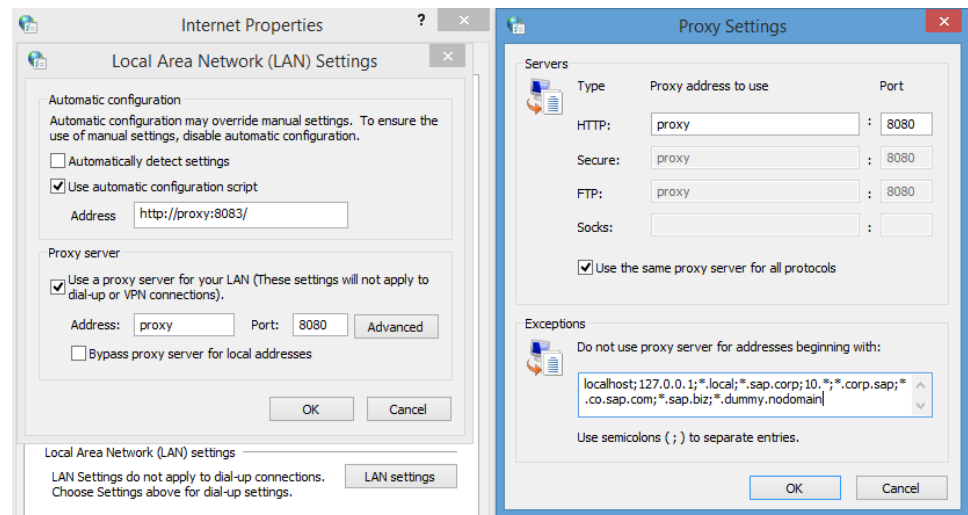 Internet Properties
?
Local Area Network (LAN) Settings
Automatic configuration
Automatic configuration may override manual settings. To ensure the
use of manual settings, disable automatic configuration.
Automatically detect settings
Use automatic configuration script
Address http://proxy:8083/
Proxy server
Use a proxy server for your LAN (These settings will not apply to
dial-up or VPN connections).
Address: proxy Port: 8080 Advanced
Bypass proxy server for local addresses
OK Cancel
Local Area Network (LAN) settings
LAN Settings do not apply to dial-up connections.
Choose Settings above for dial-up settings.
LAN settings
Proxy Settings
Servers
Type Proxy address to use Port
HTTP: proxy : 8080
Secure: proxy : 8080
FTP: proxy : 8080
Socks: :
Use the same proxy server for all protocols
Exceptions
Do not use proxy server for addresses beginning with:
localhost;127.0.0.1;*.local;*.sap.corp;10.*;*.corp.sap;*
.co.sap.com;*.sap.biz;*.dummy.nodomain
Use semicolons ( ; ) to separate entries.
OK Cancel